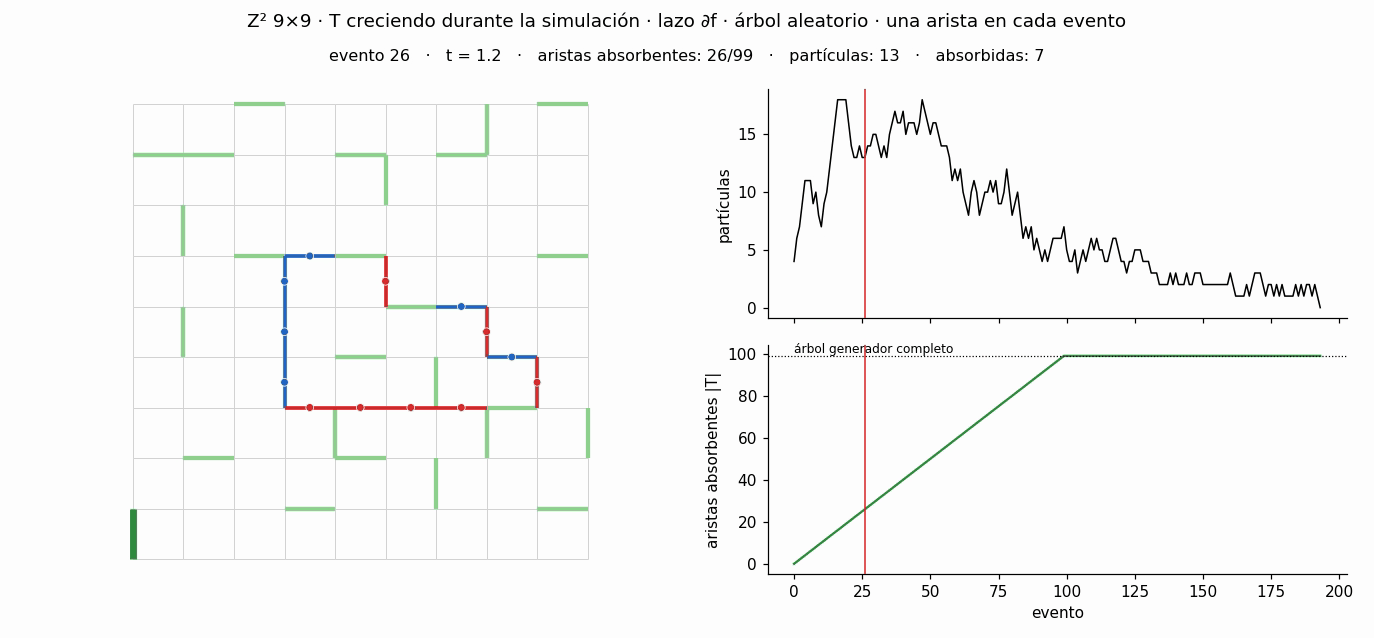 Z² 9×9 · T creciendo durante la simulación · lazo ∂f · árbol aleatorio · una arista en cada evento
evento 26 · t = 1.2 · aristas absorbentes: 26/99 · partículas: 13 · absorbidas: 7
partículas
15
10
5
0
árbol generador completo
aristas absorbentes |T|
100
80
60
40
20
0
0 25 50 75 100 125 150 175 200
evento